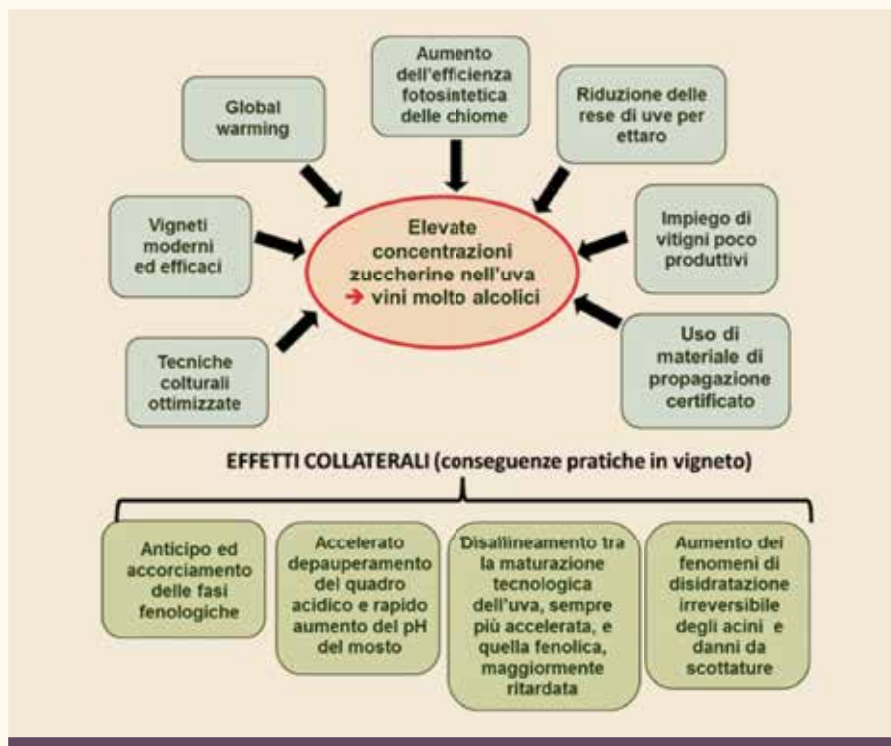 Aumento
dell'efficienza
fotosintetica
delle chiome
Global
warming
Riduzione delle
rese di uve per
ettaro
Vigneti
moderni
ed efficaci
Elevate
concentrazioni
zuccherine nell'uva
➔ vini molto alcolici
Impiego di
vitigni poco
produttivi
Tecniche
colturali
ottimizzate
Uso di
materiale di
propagazione
certificato
EFFETTI COLLATERALI (conseguenze pratiche in vigneto)
Anticipo ed
accorciamento
delle fasi
fenologiche
Accelerato
depauperamento
del quadro
acidico e rapido
aumento del pH
del mosto
Disallineamento tra
la maturazione
tecnologica
dell'uva, sempre
più accelerata, e
quella fenolica,
maggiormente
ritardata
Aumento dei
fenomeni di
disidratazione
irreversibile
degli acini e
danni da
scottature